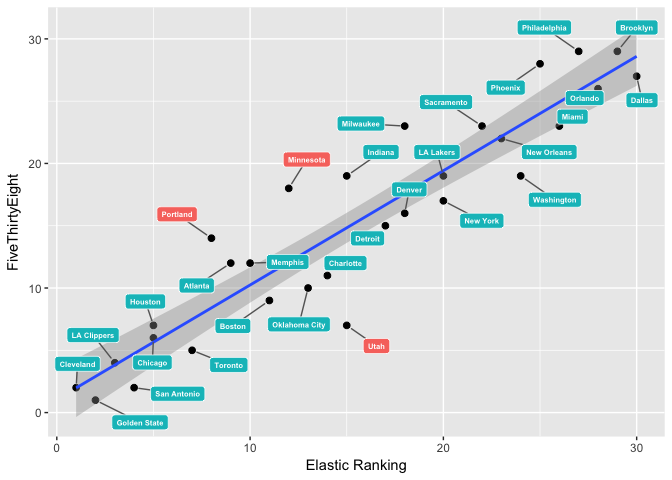 Philadelphia
Brooklyn
Phoenix
Orlando
Dallas
Sacramento
Miami
Milwaukee
Indiana
LA Lakers
New Orleans
Minnesota
Denver
Washington
Portland
New York
Detroit
Memphis
Charlotte
Atlanta
Houston
Boston
Oklahoma City
LA Clippers
Utah
Cleveland
Chicago
Toronto
San Antonio
Golden State
30
20
10
0
FiveThirtyEight
0
10
20
30
Elastic Ranking